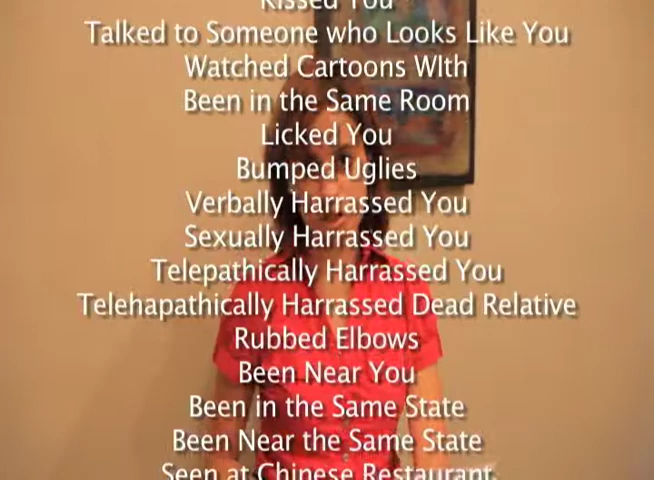 Kissed You
Talked to Someone who Looks Like You
Watched Cartoons WIth
Been in the Same Room
Licked You
Bumped Uglies
Verbally Harrassed You
Sexually Harrassed You
Telepathically Harrassed You
Telehapathically Harrassed Dead Relative
Rubbed Elbows
Been Near You
Been in the Same State
Been Near the Same State
Seen at Chinese Restaurant